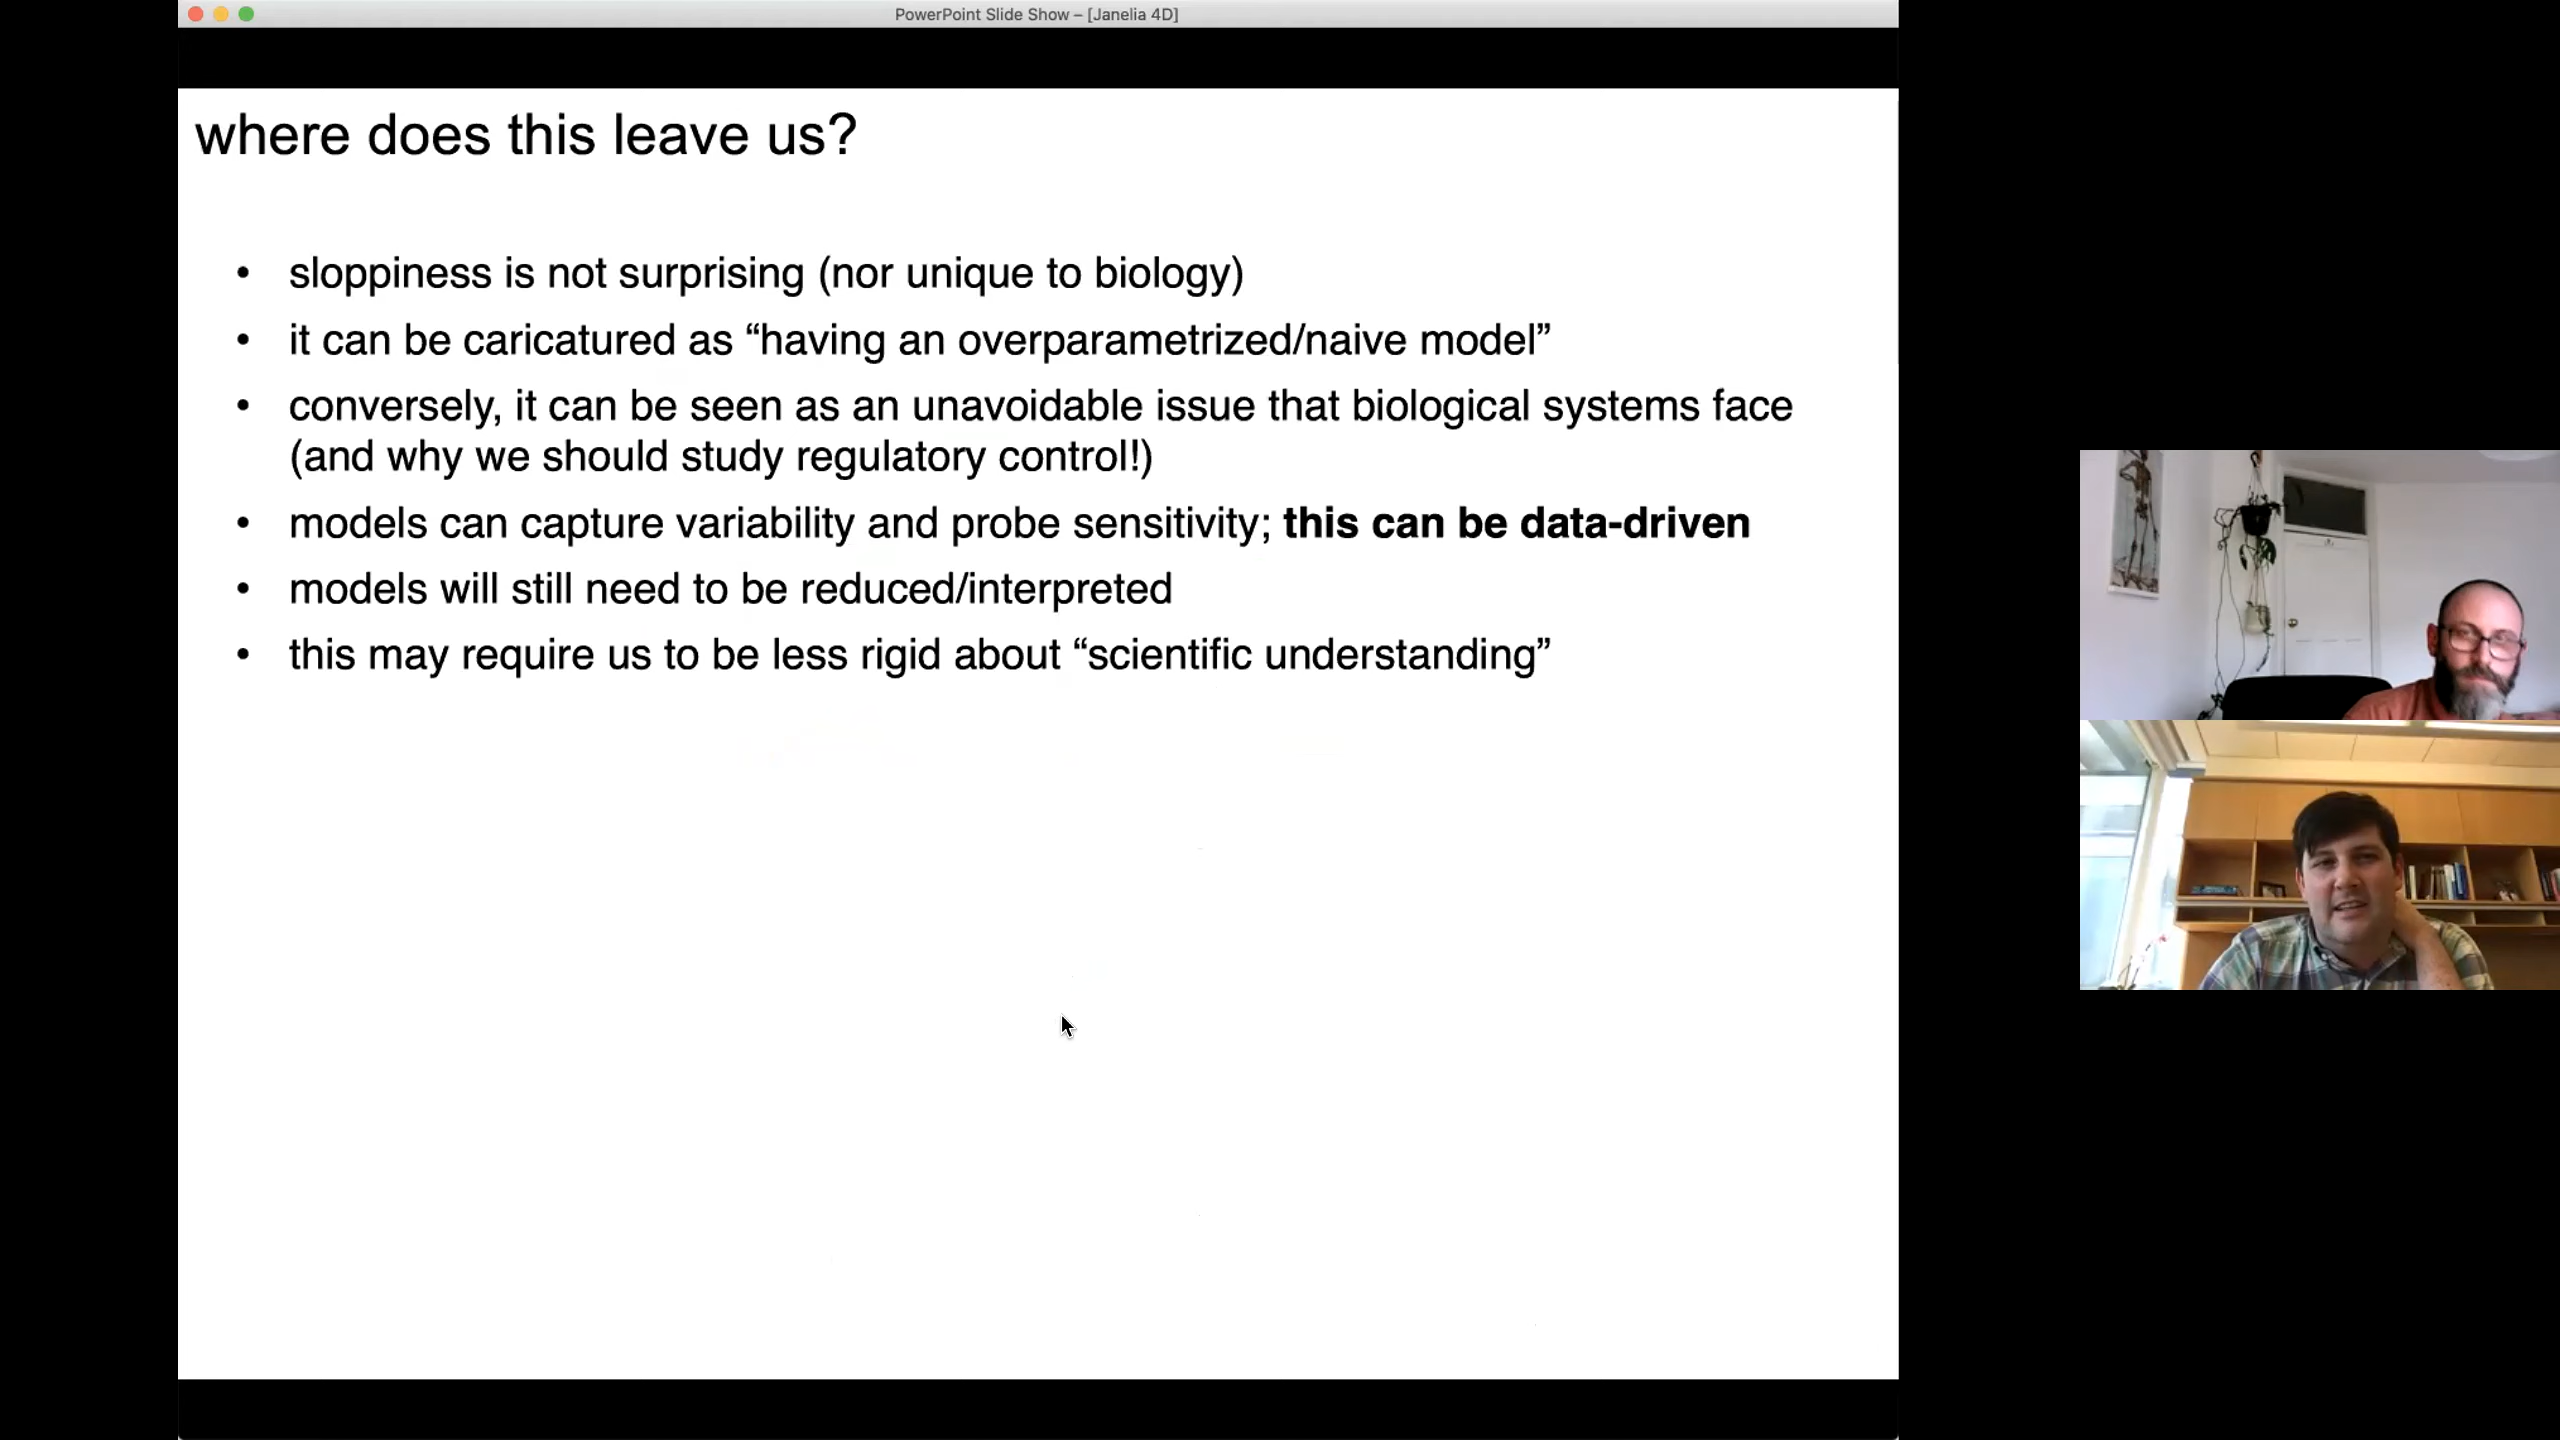 PowerPoint Slide Show – [Janelia 4D]
where does this leave us?
• sloppiness is not surprising (nor unique to biology)
• it can be caricatured as “having an overparametrized/naive model”
• conversely, it can be seen as an unavoidable issue that biological systems face
(and why we should study regulatory control!)
• models can capture variability and probe sensitivity; this can be data-driven
• models will still need to be reduced/interpreted
• this may require us to be less rigid about “scientific understanding”